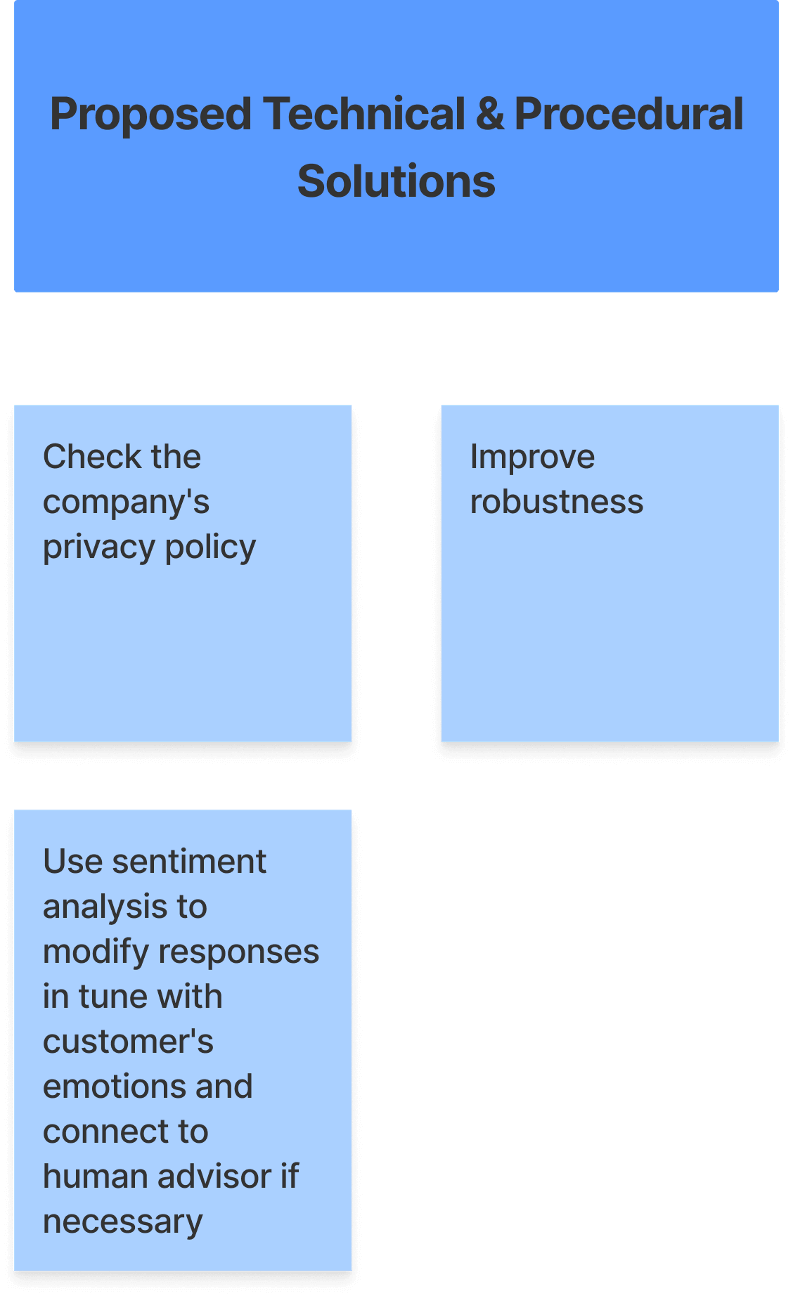 Proposed Technical & Procedural
Solutions
Check the
company's
privacy policy
Improve
robustness
Use sentiment
analysis to
modify responses
in tune with
customer's
emotions and
connect to
human advisor if
necessary